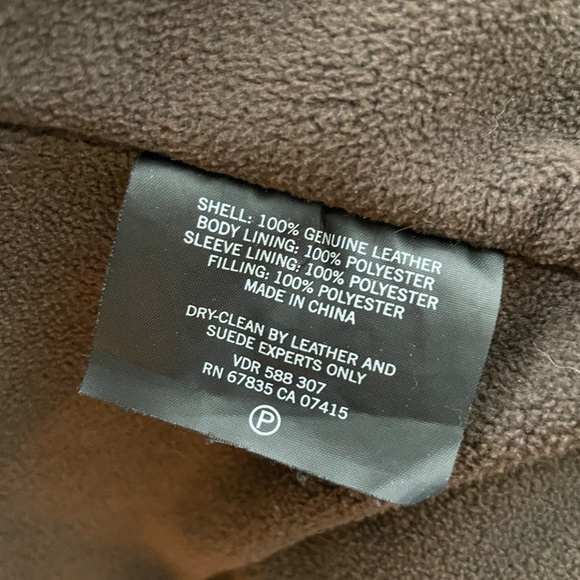 SHELL: 100% GENUINE LEATHER
BODY LINING: 100% POLYESTER
SLEEVE LINING: 100% POLYESTER
FILLING: 100% POLYESTER
MADE IN CHINA
DRY-CLEAN BY LEATHER AND
SUEDE EXPERTS ONLY
VDR 588 307
RN 67835 CA 07415
P